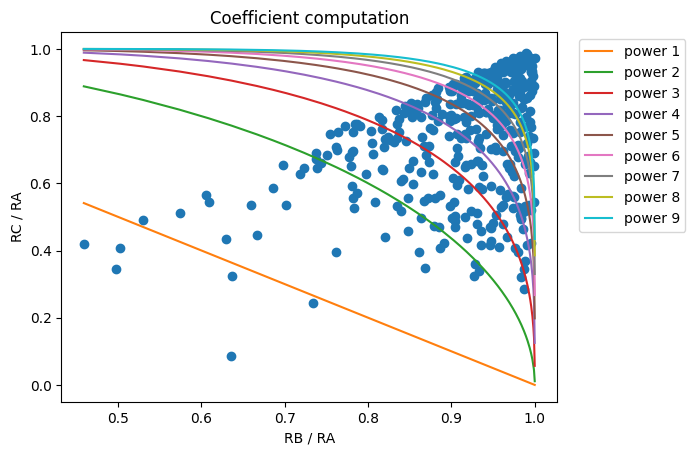 Coefficient computation
RC / RA
1.0
0.8
0.6
0.4
0.2
0.0
0.5
0.6
0.7
0.8
0.9
1.0
RB / RA
power 1
power 2
power 3
power 4
power 5
power 6
power 7
power 8
power 9